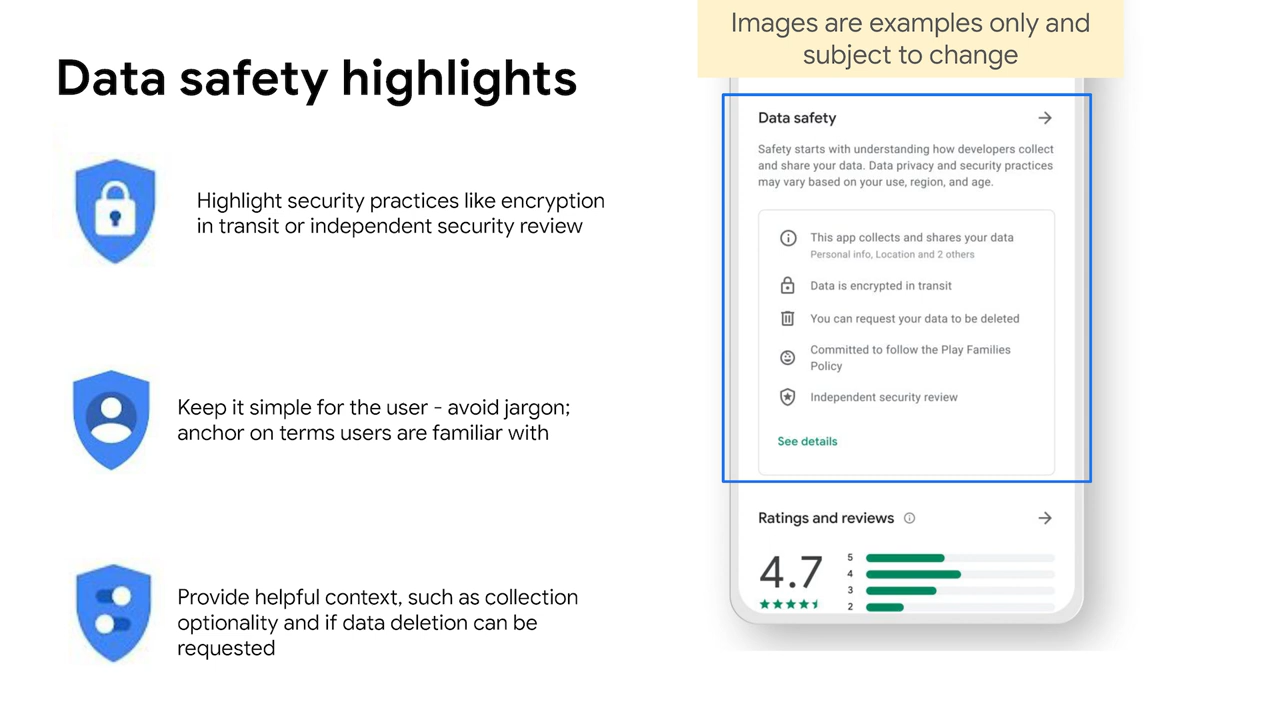 Images are examples only and
subject to change
Data safety highlights
Highlight security practices like encryption
in transit or independent security review
Keep it simple for the user - avoid jargon;
anchor on terms users are familiar with
Provide helpful context, such as collection
optionality and if data deletion can be
requested
Data safety
Safety starts with understanding how developers collect
and share your data. Data privacy and security practices
may vary based on your use, region, and age.
This app collects and shares your data
Personal info, Location and 2 others
Data is encrypted in transit
You can request your data to be deleted
Committed to follow the Play Families
Policy
Independent security review
See details
Ratings and reviews
4.7
5
4
3
2